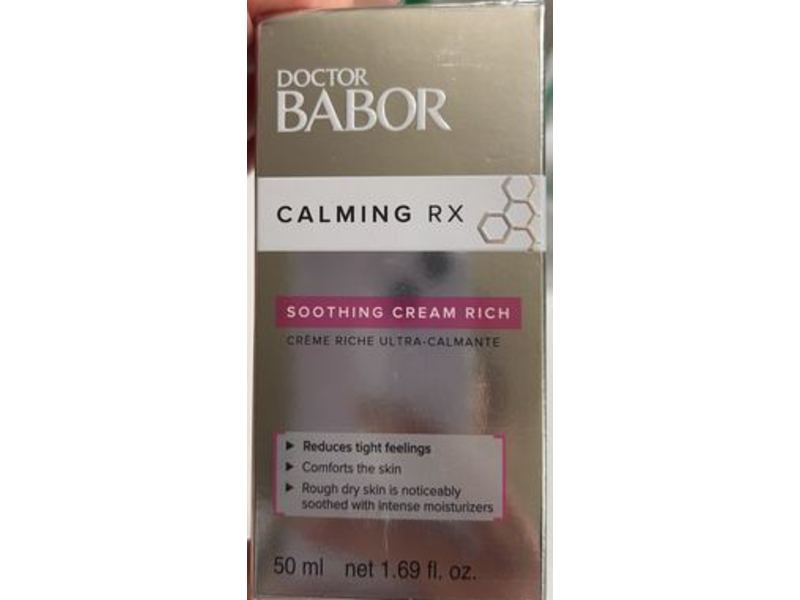 DOCTOR
BABOR
CALMING RX
SOOTHING CREAM RICH
CRÈME RICHE ULTRA-CALMANTE
▶ Reduces tight feelings
▶ Comforts the skin
▶ Rough dry skin is noticeably
soothed with intense moisturizers
50 ml net 1.69 fl. oz.